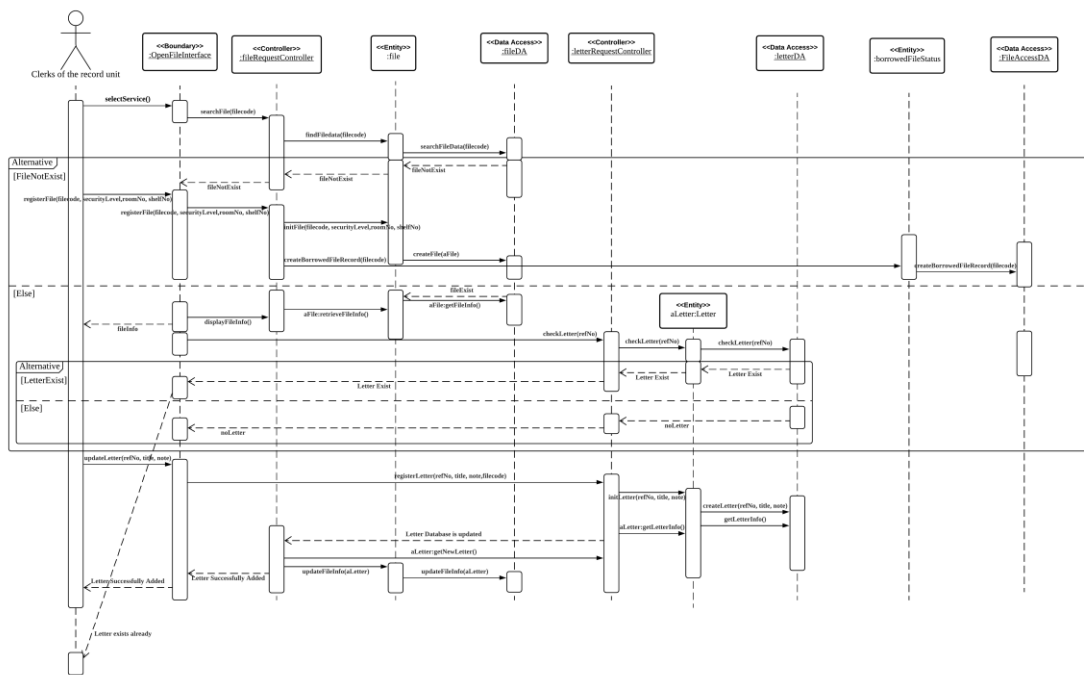 <<Boundary>>
:OpenFileInterface
<<Controller>>
:fileRequestController
<<Entity>>
:file
<<Data Access>>
:fileDA
<<Controller>>
:letterRequestController
<<Data Access>>
:letterDA
<<Entity>>
:borrowedFileStatus
<<Data Access>>
:FileAccessDA
Clerks of the record unit
selectService()
searchFile(filecode)
findFiledata(filecode)
searchFileData(filecode)
Alternative
[FileNotExist]
fileNotExist
fileNotExist
fileNotExist
registerFile(filecode, securityLevel,roomNo, shelfNo)
registerFile(filecode, securityLevel,roomNo, shelfNo)
initFile(filecode, securityLevel,roomNo, shelfNo)
createFile(aFile)
createBorrowedFileRecord(filecode)
createBorrowedFileRecord(filecode)
[Else]
fileExist
aFile:getFileInfo()
aFile:retrieveFileInfo()
displayFileInfo()
fileInfo
<<Entity>>
aLetter:Letter
checkLetter(refNo)
checkLetter(refNo)
checkLetter(refNo)
Alternative
[LetterExist]
Letter Exist
Letter Exist
Letter Exist
[Else]
noLetter
noLetter
updateLetter(refNo, title, note)
registerLetter(refNo, title, note,filecode)
initLetter(refNo, title, note)
createLetter(refNo, title, note)
getLetterInfo()
aLetter:getLetterInfo()
Letter Database is updated
aLetter:getNewLetter()
updateFileInfo(aLetter)
updateFileInfo(aLetter)
Letter Successfully Added
Letter Successfully Added
Letter exists already